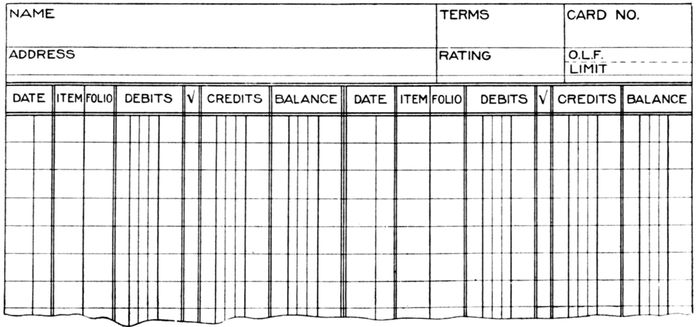 NAME TERMS CARD NO.
ADDRESS RATING O.L.F.
LIMIT
DATE ITEM FOLIO DEBITS √ CREDITS BALANCE DATE ITEM FOLIO DEBITS √ CREDITS BALANCE